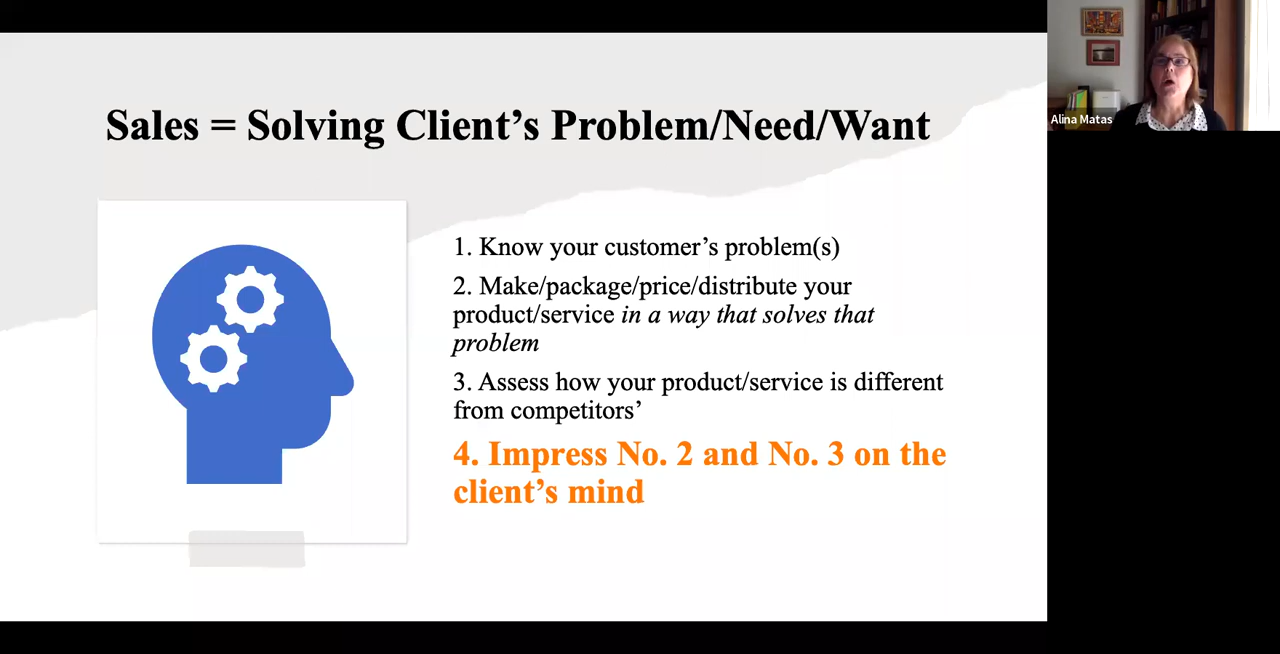 Sales = Solving Client’s Problem/Need/Want
1. Know your customer’s problem(s)
2. Make/package/price/distribute your
product/service in a way that solves that
problem
3. Assess how your product/service is different
from competitors’
4. Impress No. 2 and No. 3 on the
client’s mind
Alina Matas